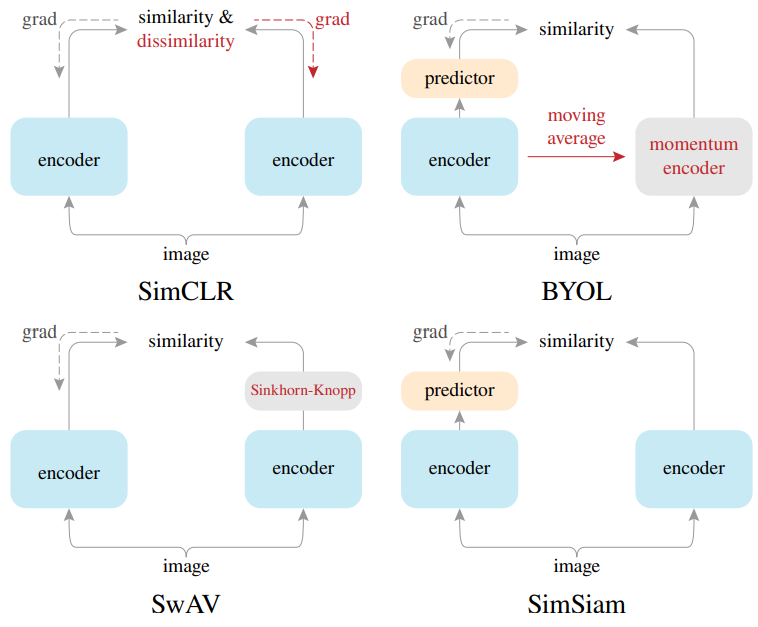 grad
similarity &
dissimilarity
grad
encoder
encoder
image
SimCLR
grad
similarity
predictor
moving
average
encoder
momentum
encoder
image
BYOL
grad
similarity
Sinkhorn-Knopp
encoder
encoder
image
SwAV
grad
similarity
predictor
encoder
encoder
image
SimSiam